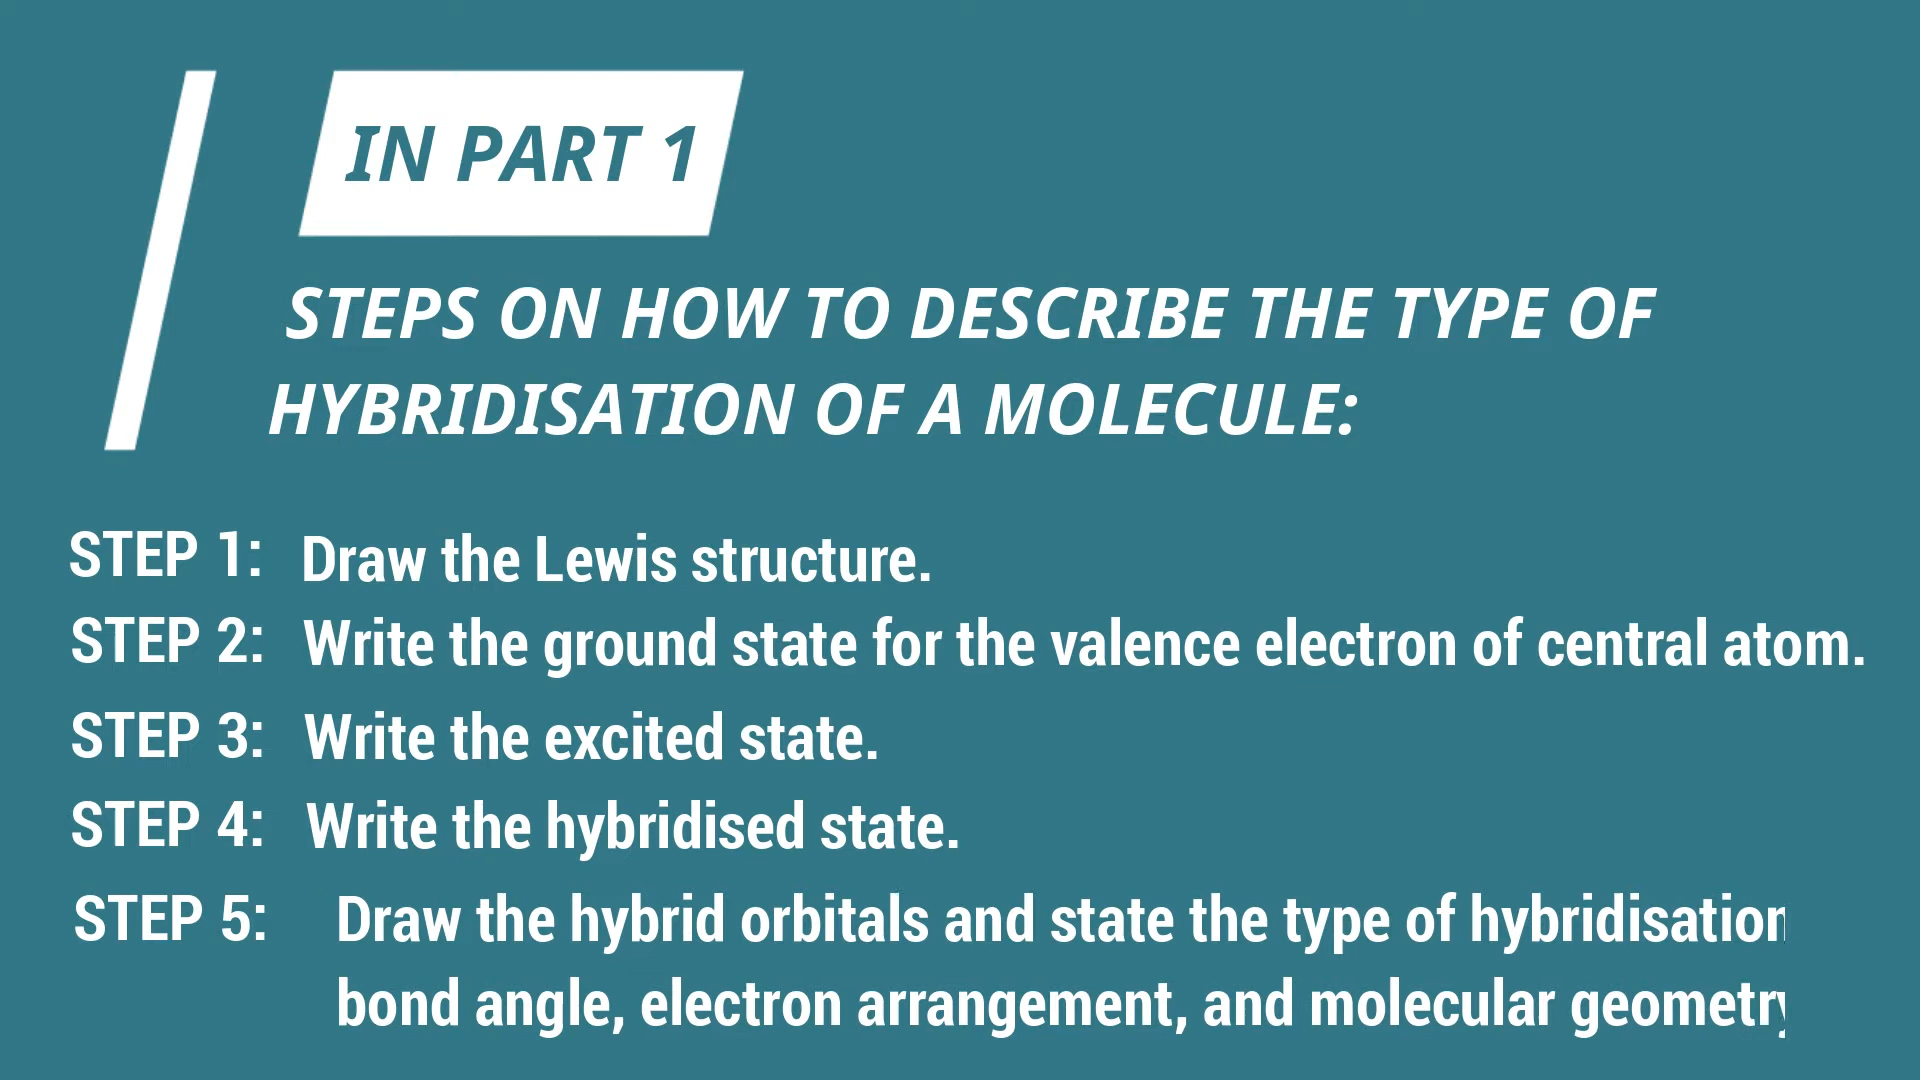 IN PART 1
STEPS ON HOW TO DESCRIBE THE TYPE OF
HYBRIDISATION OF A MOLECULE:
STEP 1: Draw the Lewis structure.
STEP 2: Write the ground state for the valence electron of central atom.
STEP 3: Write the excited state.
STEP 4: Write the hybridised state.
STEP 5: Draw the hybrid orbitals and state the type of hybridisation
bond angle, electron arrangement, and molecular geometry